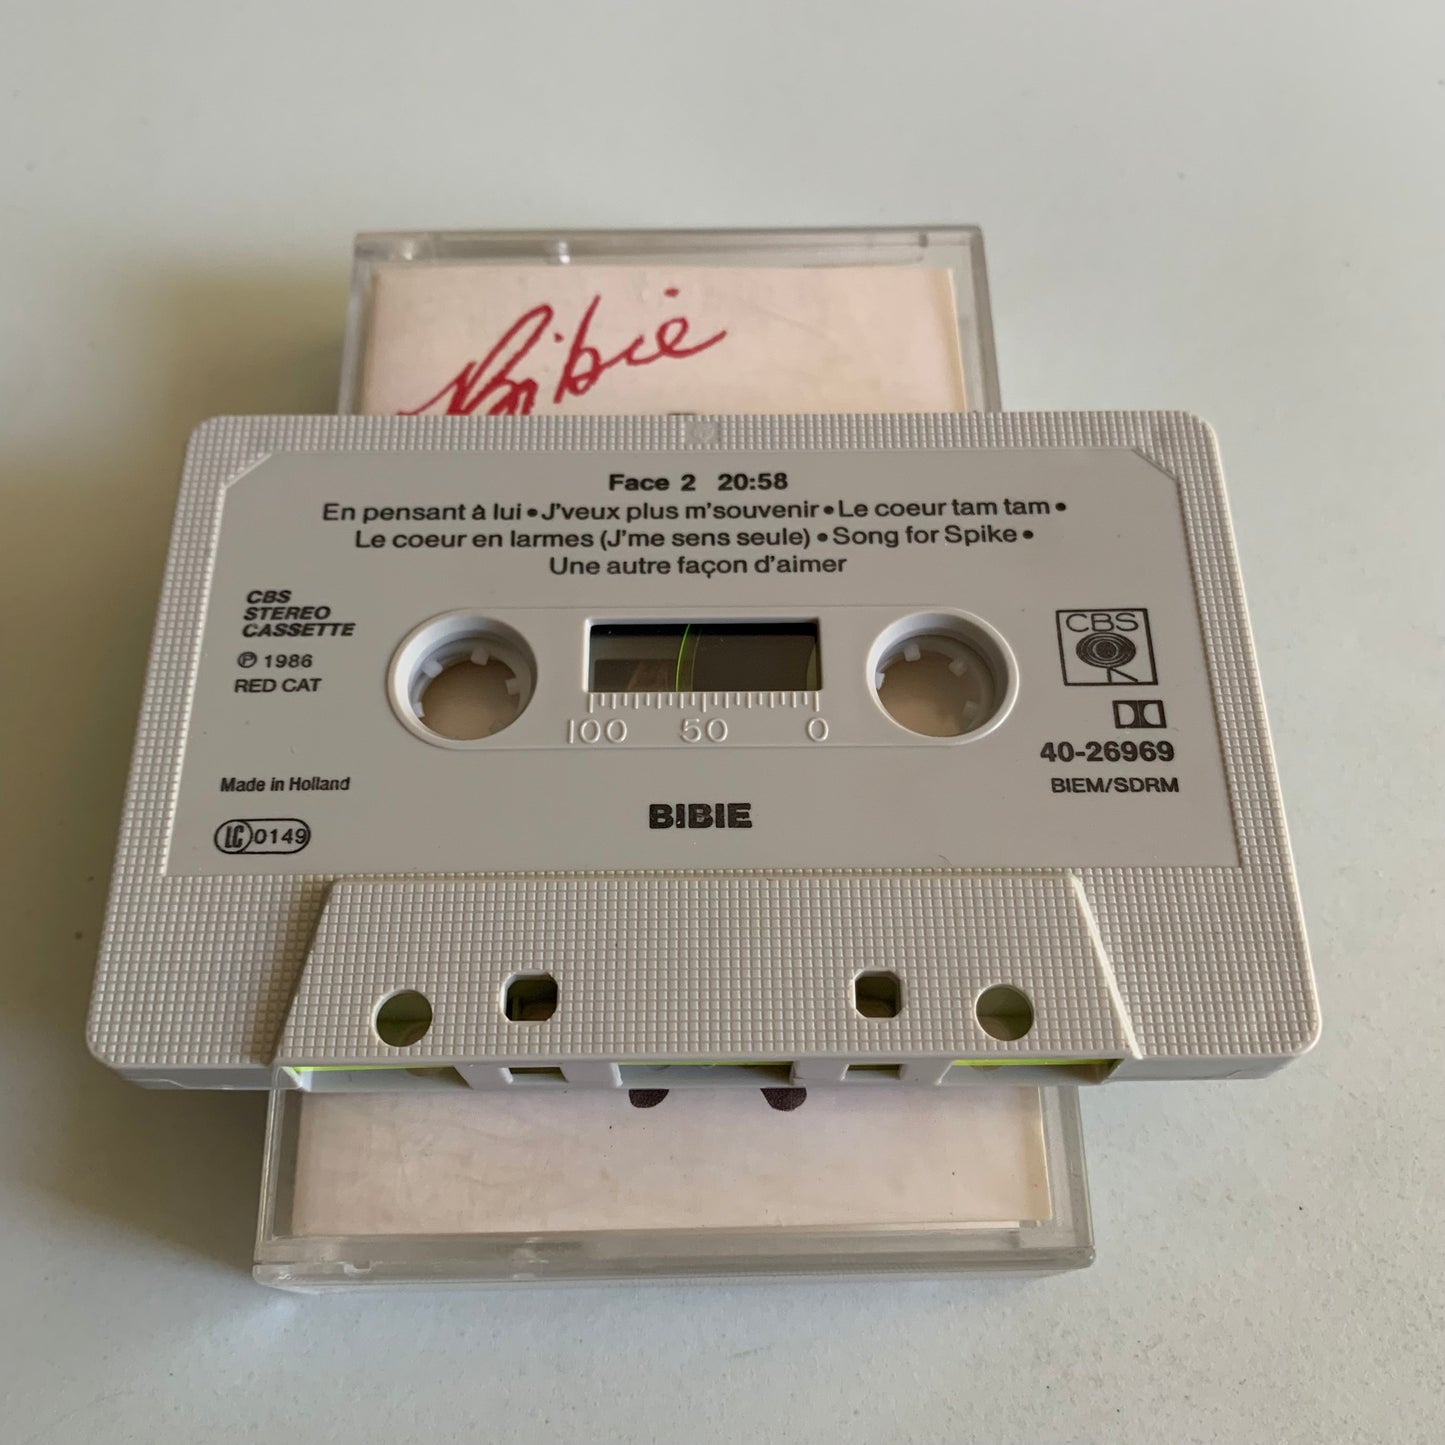 Bibie
Face 2 20:58
En pensant à lui • J'veux plus m'souvenir • Le coeur tam tam •
Le coeur en larmes (J'me sens seule) • Song for Spike •
Une autre façon d'aimer
CBS
STEREO
CASSETTE
℗ 1986
RED CAT
100 50 0
CBS
40-26969
BIEM/SDRM
Made in Holland
LC 0149
BIBIE